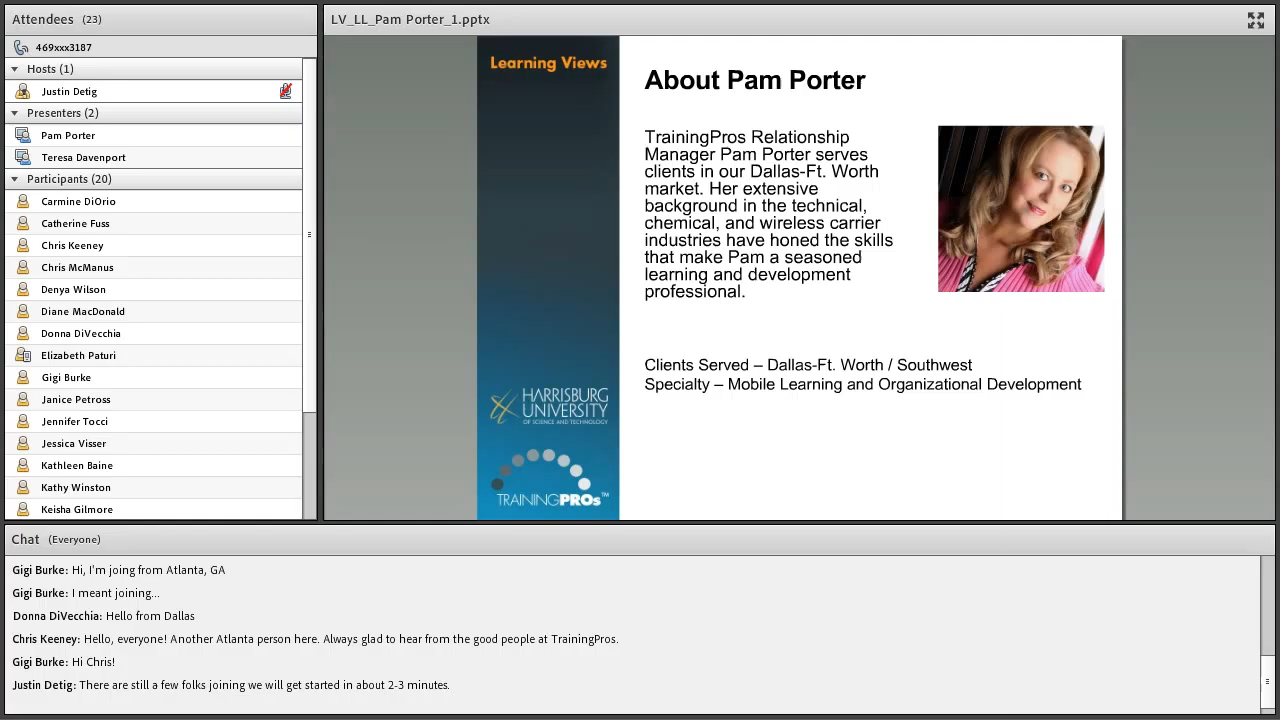 Attendees (23)
469xxx3187
Hosts (1)
Justin Detig
Presenters (2)
Pam Porter
Teresa Davenport
Participants (20)
Carmine DiOrio
Catherine Fuss
Chris Keeney
Chris McManus
Denya Wilson
Diane MacDonald
Donna DiVecchia
Elizabeth Paturi
Gigi Burke
Janice Petross
Jennifer Tocci
Jessica Visser
Kathleen Baine
Kathy Winston
Keisha Gilmore
LV_LL_Pam Porter_1.pptx
Learning Views
HARRISBURG
UNIVERSITY
OF SCIENCE AND TECHNOLOGY
TRAININGPROs™
About Pam Porter
TrainingPros Relationship
Manager Pam Porter serves
clients in our Dallas-Ft. Worth
market. Her extensive
background in the technical,
chemical, and wireless carrier
industries have honed the skills
that make Pam a seasoned
learning and development
professional.
Clients Served – Dallas-Ft. Worth / Southwest
Specialty – Mobile Learning and Organizational Development
Chat (Everyone)
Gigi Burke: Hi, I'm joing from Atlanta, GA
Gigi Burke: I meant joining...
Donna DiVecchia: Hello from Dallas
Chris Keeney: Hello, everyone! Another Atlanta person here. Always glad to hear from the good people at TrainingPros.
Gigi Burke: Hi Chris!
Justin Detig: There are still a few folks joining we will get started in about 2-3 minutes.